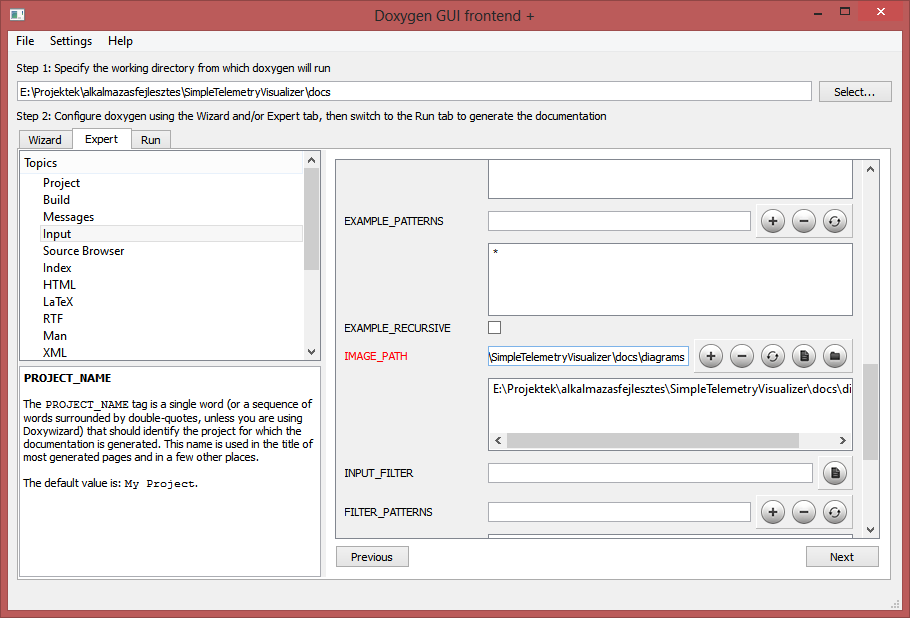 Doxygen GUI frontend +
File Settings Help
Step 1: Specify the working directory from which doxygen will run
E:\Projektek\alkalmazasfejlesztes\SimpleTelemetryVisualizer\docs
Select...
Step 2: Configure doxygen using the Wizard and/or Expert tab, then switch to the Run tab to generate the documentation
Wizard Expert Run
Topics
Project
Build
Messages
Input
Source Browser
Index
HTML
LaTeX
RTF
Man
XML
PROJECT_NAME
The PROJECT_NAME tag is a single word (or a sequence of
words surrounded by double-quotes, unless you are using
Doxywizard) that should identify the project for which the
documentation is generated. This name is used in the title of
most generated pages and in a few other places.
The default value is: My Project.
EXAMPLE_PATTERNS
*
EXAMPLE_RECURSIVE
IMAGE_PATH
\SimpleTelemetryVisualizer\docs\diagrams
E:\Projektek\alkalmazasfejlesztes\SimpleTelemetryVisualizer\docs\di
INPUT_FILTER
FILTER_PATTERNS
Previous
Next